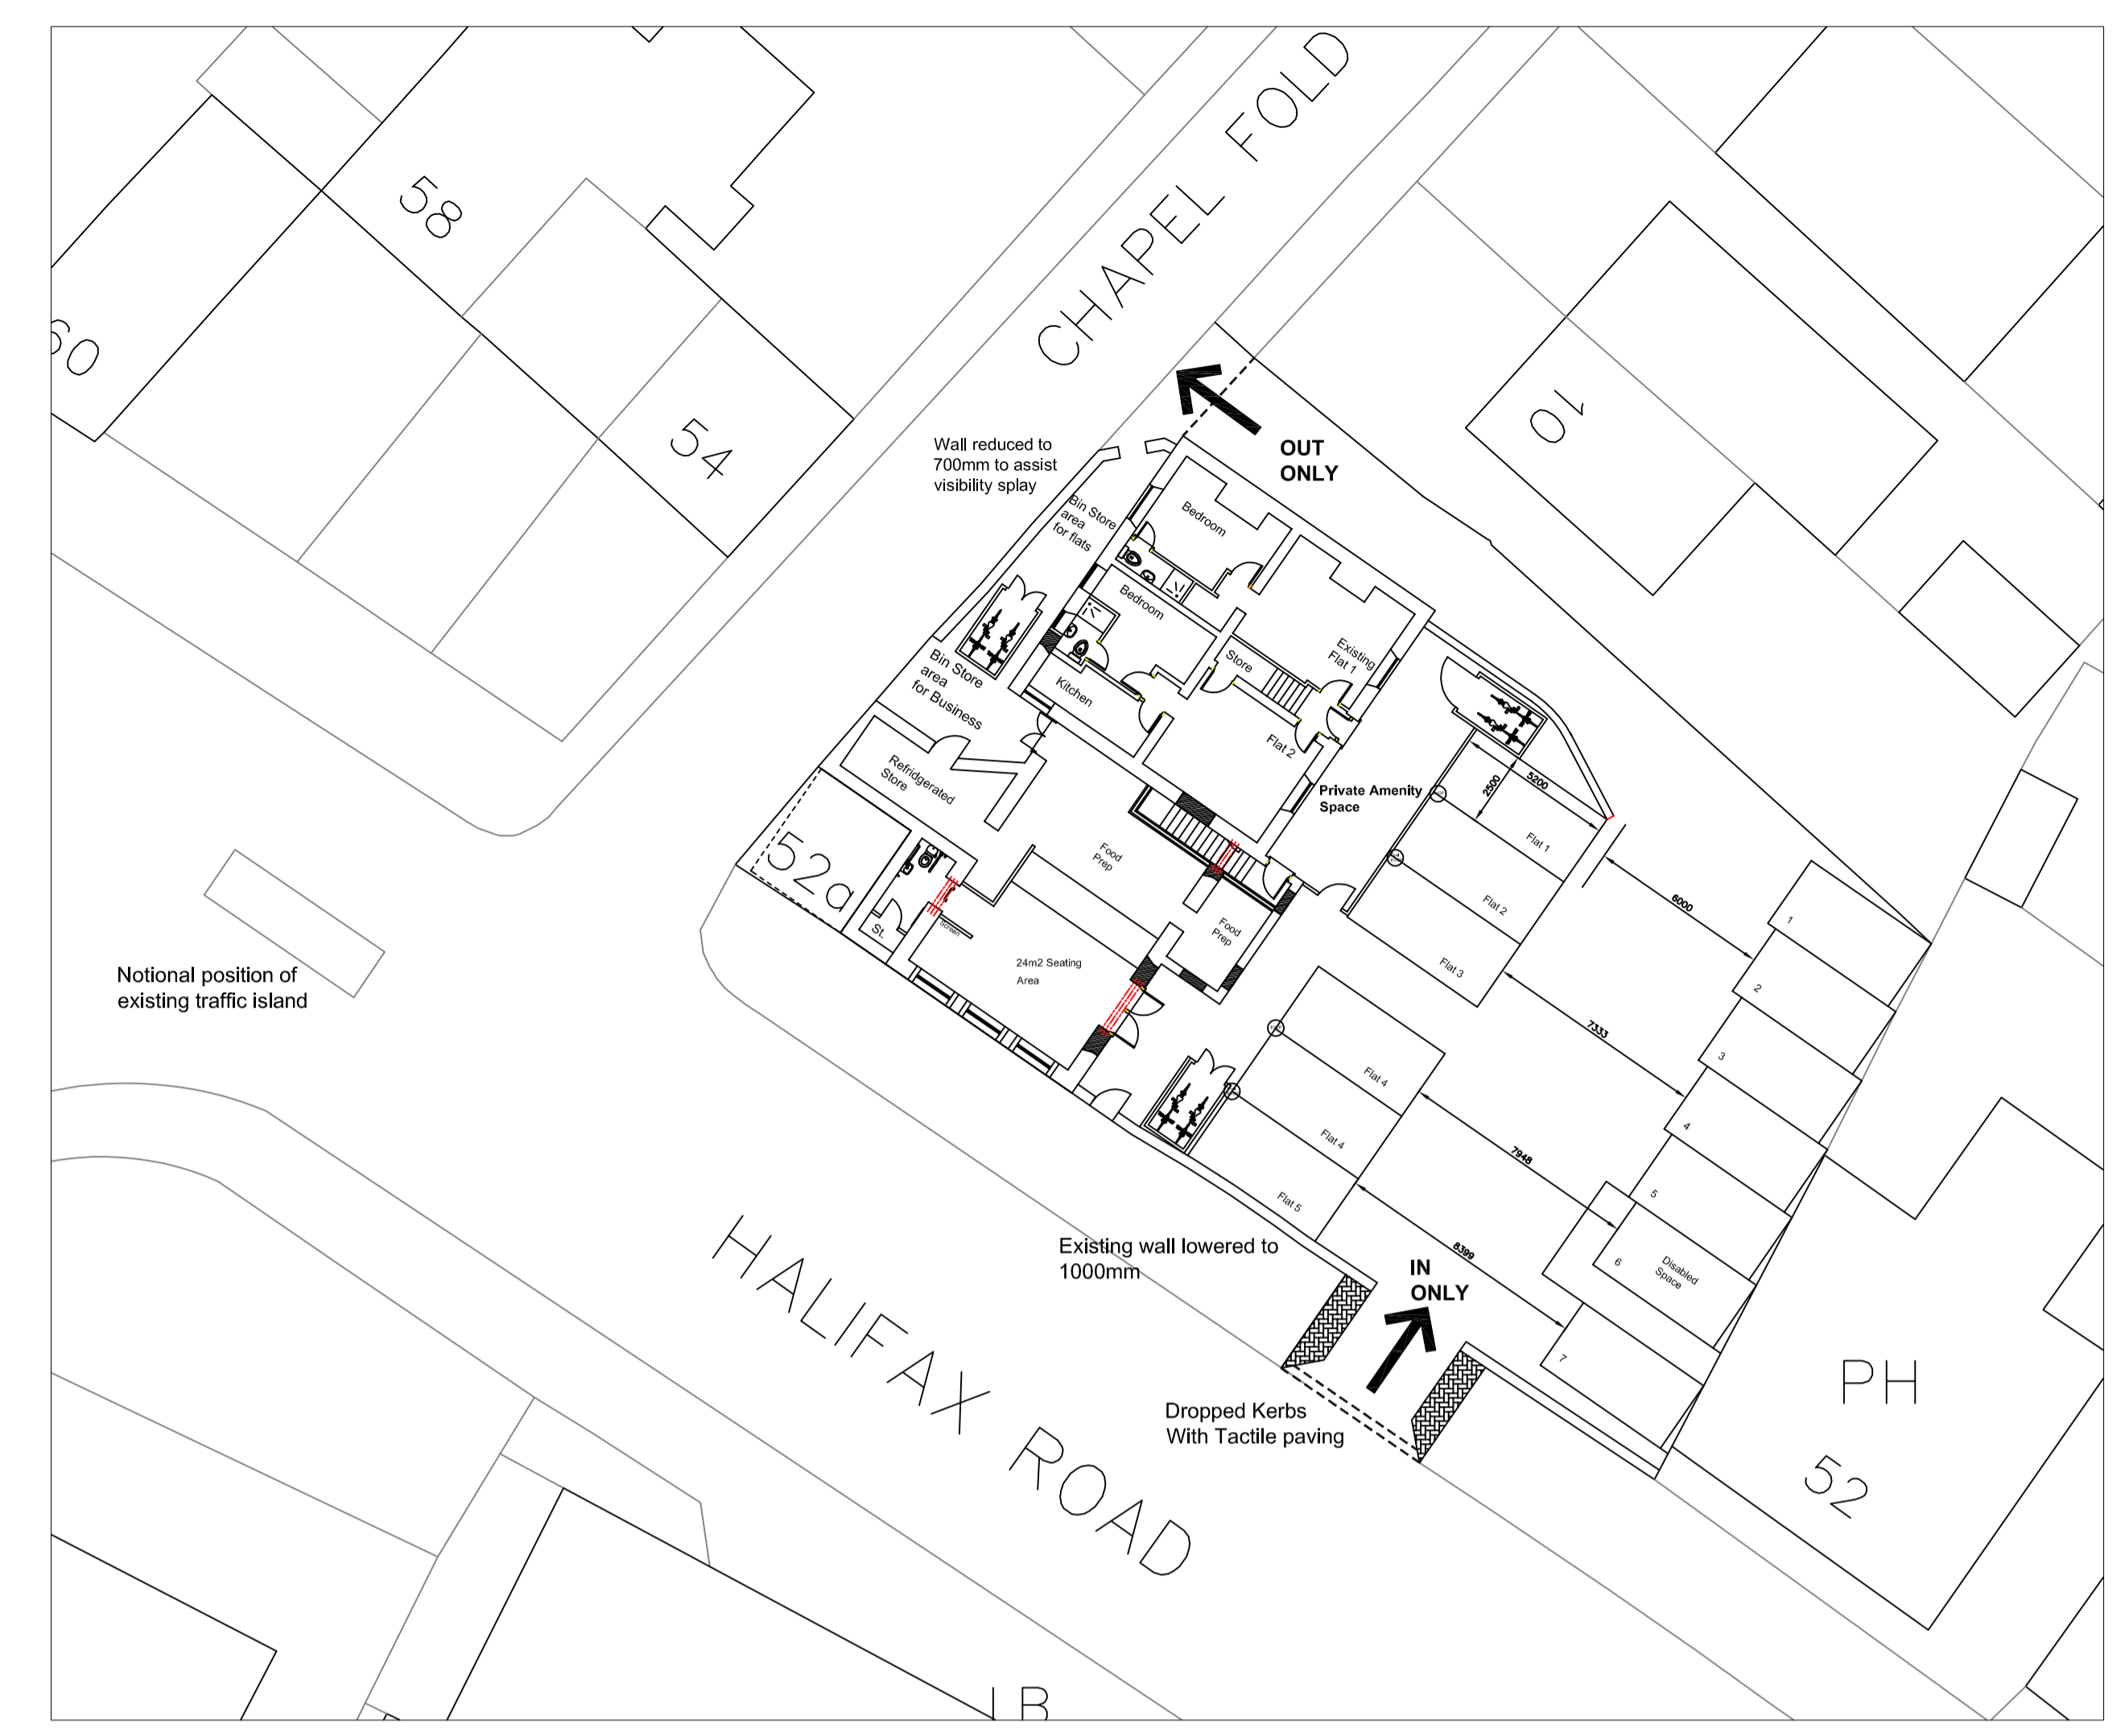 CHAPEL FOLD
58
60
54
10
OUT
ONLY
Wall reduced to
700mm to assist
visibility splay
Bin Store
area
for flats
Bedroom
Bedroom
Existing
Flat 1
Store
Kitchen
Flat 2
Bin Store
area
for Business
Refridgerated
Store
Private Amenity
Space
5200
2500
Flat 1
Flat 2
Flat 3
6000
7333
7948
8399
1
2
3
4
5
6
Disabled
Space
7
52a
Food
Prep
Food
Prep
St.
Screen
24m2 Seating
Area
Flat 4
Flat 4
Flat 5
Notional position of
existing traffic island
Existing wall lowered to
1000mm
IN
ONLY
Dropped Kerbs
With Tactile paving
HALIFAX ROAD
PH
52